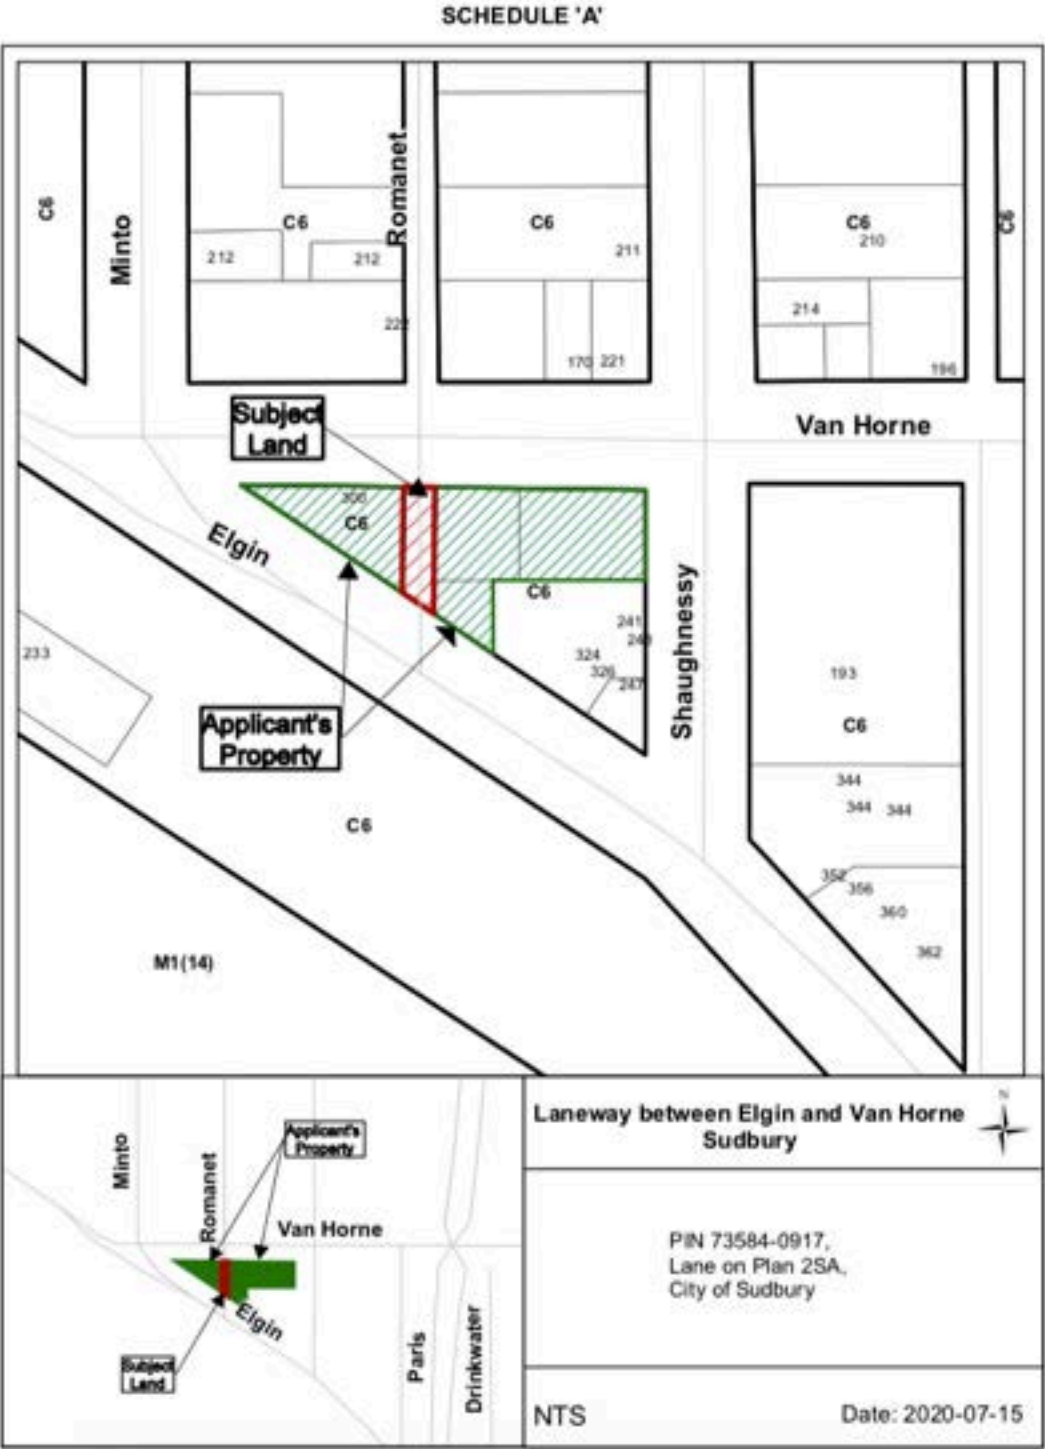 SCHEDULE 'A'
C6
Minto
C6
Romanet
C6
C6
C6
211
210
212
212
214
222
170
221
196
Subject
Land
Van Horne
306
C6
Elgin
C6
Shaughnessy
241
324
326
247
233
193
Applicant's
Property
C6
344
344
344
C6
352
356
360
362
M1(14)
Laneway between Elgin and Van Horne
Sudbury
N
PIN 73584-0917,
Lane on Plan 2SA,
City of Sudbury
NTS
Date: 2020-07-15
Applicant's
Property
Minto
Romanet
Van Horne
Elgin
Subject
Land
Paris
Drinkwater